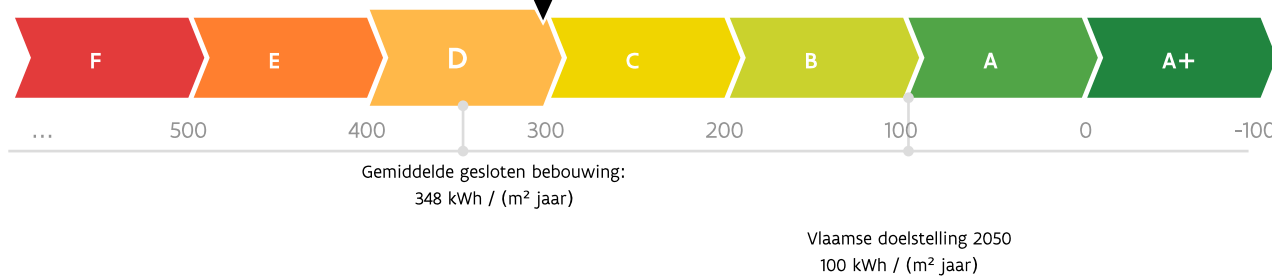 F E D C B A A+
... 500 400 300 200 100 0 -100
Gemiddelde gesloten bebouwing:
348 kWh / (m² jaar)
Vlaamse doelstelling 2050
100 kWh / (m² jaar)